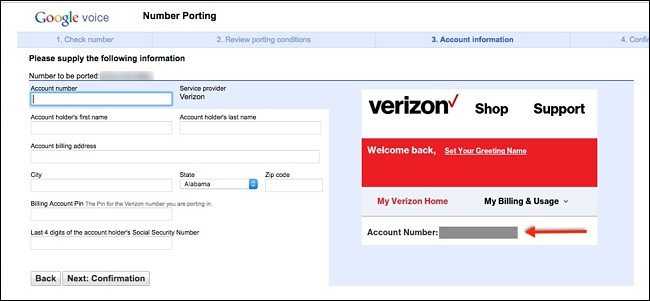 Google voice Number Porting
1. Check number 2. Review porting conditions 3. Account information 4. Confi
Please supply the following information
Number to be ported:
Account number Service provider
Verizon
Account holder's first name Account holder's last name
Account billing address
City State Zip code
Alabama
Billing Account Pin The Pin for the Verizon number you are porting in.
Last 4 digits of the account holder's Social Security Number
Back Next: Confirmation
verizon Shop Support
Welcome back, Set Your Greeting Name
My Verizon Home My Billing & Usage
Account Number: